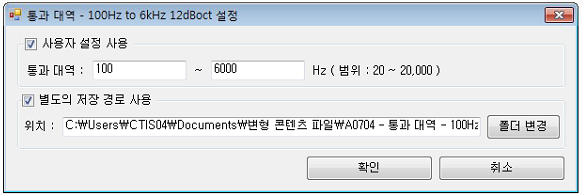 통과 대역 - 100Hz to 6kHz 12dBoct 설정
사용자 설정 사용
통과 대역 : 100 ~ 6000 Hz ( 범위 : 20 ~ 20,000 )
별도의 저장 경로 사용
위치 : C:₩Users₩CTIS04₩Documents₩변형 콘텐츠 파일₩A0704 - 통과 대역 - 100Hz 폴더 변경
확인 취소